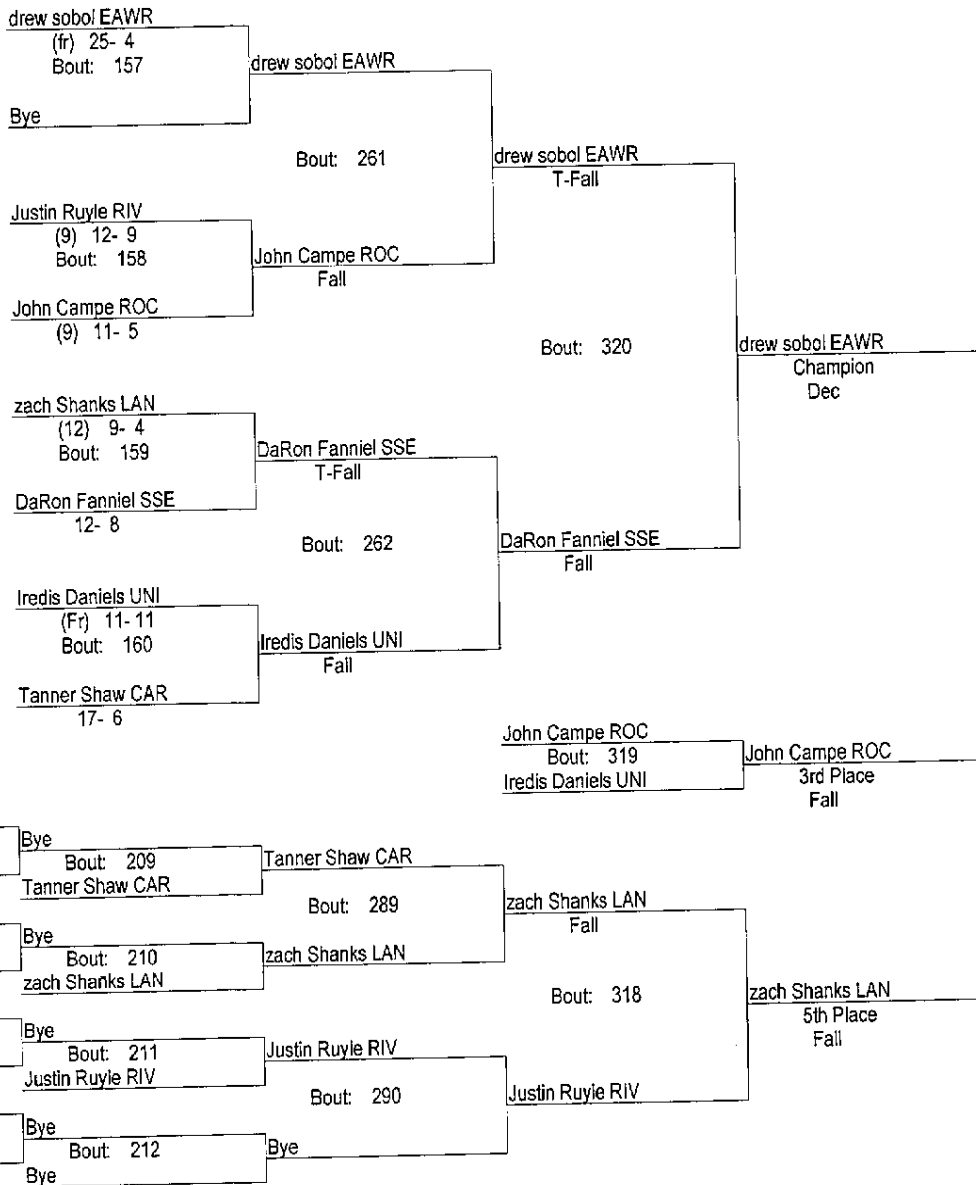 drew sobol EAWR
(fr) 25- 4
Bout: 157
drew sobol EAWR
Bye
Bout: 261
drew sobol EAWR
T-Fall
Justin Ruyle RIV
(9) 12- 9
Bout: 158
John Campe ROC
Fall
John Campe ROC
(9) 11- 5
Bout: 320
drew sobol EAWR
Champion
Dec
zach Shanks LAN
(12) 9- 4
Bout: 159
DaRon Fanniel SSE
T-Fall
DaRon Fanniel SSE
12- 8
Bout: 262
DaRon Fanniel SSE
Fall
Iredis Daniels UNI
(Fr) 11- 11
Bout: 160
Iredis Daniels UNI
Fall
Tanner Shaw CAR
17- 6
John Campe ROC
Bout: 319
Iredis Daniels UNI
John Campe ROC
3rd Place
Fall
Bye
Bout: 209
Tanner Shaw CAR
Tanner Shaw CAR
Bout: 289
zach Shanks LAN
Fall
Bye
Bout: 210
zach Shanks LAN
zach Shanks LAN
Bout: 318
zach Shanks LAN
5th Place
Fall
Bye
Bout: 211
Justin Ruyle RIV
Justin Ruyle RIV
Bout: 290
Justin Ruyle RIV
Bye
Bout: 212
Bye
Bye